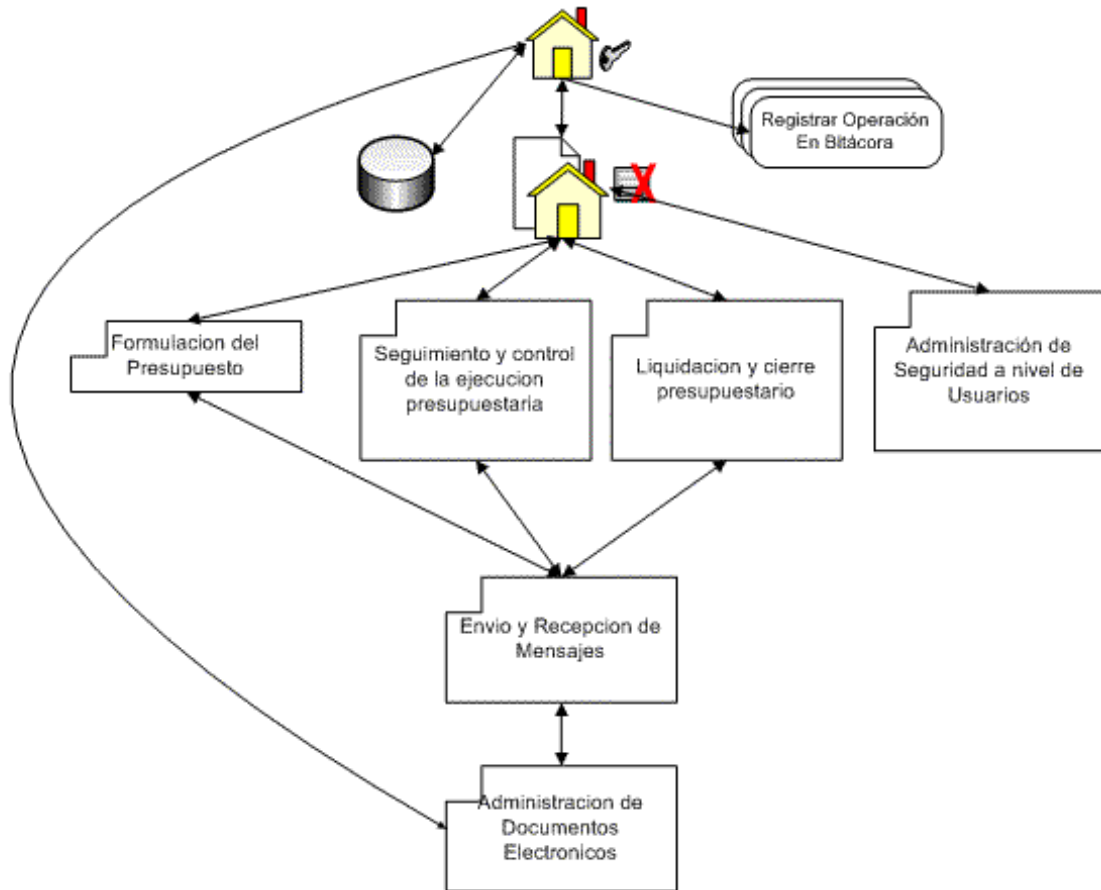 Registrar Operación
En Bitácora
Formulacion del
Presupuesto
Seguimiento y control
de la ejecucion
presupuestaria
Liquidacion y cierre
presupuestario
Administración de
Seguridad a nivel de
Usuarios
Envio y Recepcion de
Mensajes
Administracion de
Documentos
Electronicos